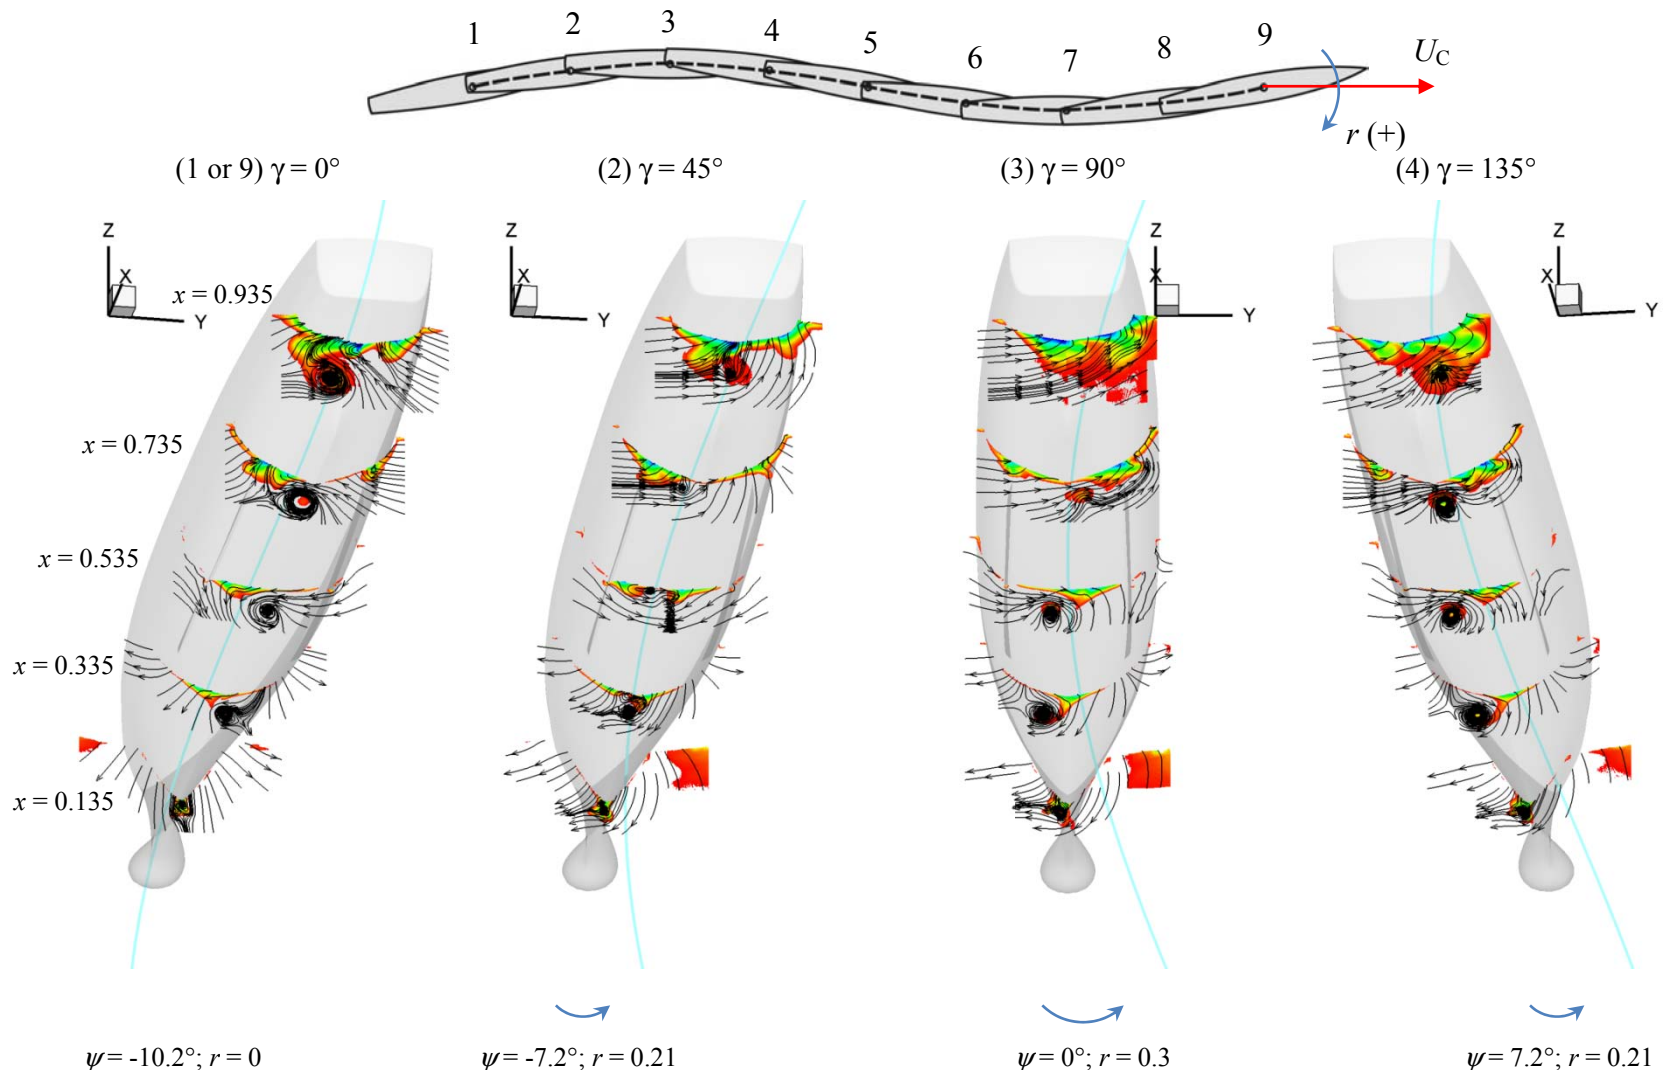 1 2 3 4 5 6 7 8 9 U_C
r (+)
(1 or 9) γ = 0° (2) γ = 45° (3) γ = 90° (4) γ = 135°
Z X Y Z X Y Z X Y Z X Y
x = 0.935
x = 0.735
x = 0.535
x = 0.335
x = 0.135
ψ = -10.2°; r = 0 ψ = -7.2°; r = 0.21 ψ = 0°; r = 0.3 ψ = 7.2°; r = 0.21